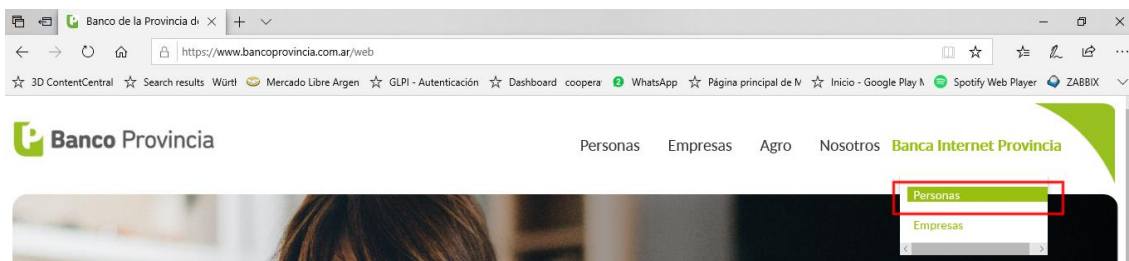 Banco de la Provincia de
https://www.bancoprovincia.com.ar/web
3D ContentCentral Search results Würtl Mercado Libre Argen GLPI - Autenticación Dashboard coopera WhatsApp Página principal de M Inicio - Google Play M Spotify Web Player ZABBIX
Banco Provincia
Personas Empresas Agro Nosotros Banca Internet Provincia
Personas
Empresas